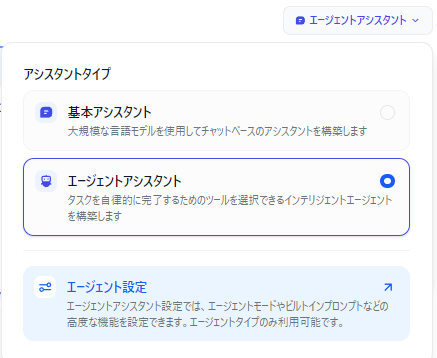 エージェントアシスタント
アシスタントタイプ
基本アシスタント
大規模な言語モデルを使用してチャットベースのアシスタントを構築します
エージェントアシスタント
タスクを自律的に完了するためのツールを選択できるインテリジェントエージェント
を構築します
エージェント設定
エージェントアシスタント設定では、エージェントモードやビルトインプロンプトなどの
高度な機能を設定できます。エージェントタイプのみ利用可能です。